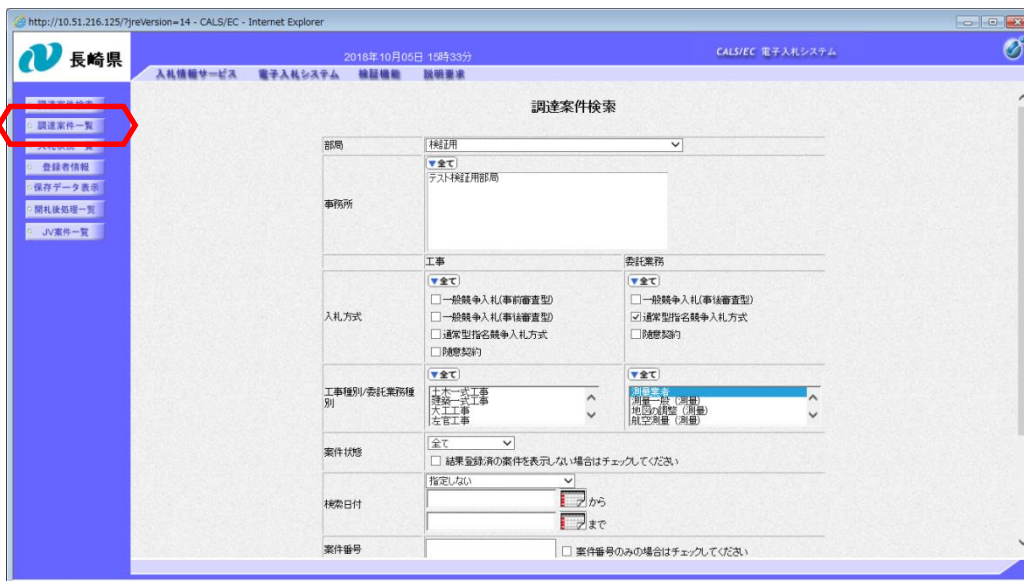 http://10.51.216.125/?jreVersion=14 - CALS/EC - Internet Explorer
長崎県
2018年10月05日 15時33分
CALS/EC 電子入札システム
入札情報サービス 電子入札システム 検証機能 説明要求
調達案件検索
調達案件一覧
登録者情報
保存データ表示
開札後処理一覧
JV案件一覧
調達案件検索
部局 検証用
▼全て
テスト検証用部局
事務所
工事 委託業務
▼全て ▼全て
□一般競争入札(事前審査型) □一般競争入札(事後審査型)
入札方式 □一般競争入札(事後審査型) ☑通常型指名競争入札方式
□通常型指名競争入札方式 □随意契約
□随意契約
▼全て ▼全て
工事種別/委託業務種別
土木一式工事 測量業者
建築一式工事 測量一般(測量)
大工工事 地図の調整(測量)
左官工事 航空測量(測量)
案件状態 全て
□ 結果登録済の案件を表示しない場合はチェックしてください
検索日付 指定しない
から
まで
案件番号 □ 案件番号のみの場合はチェックしてください